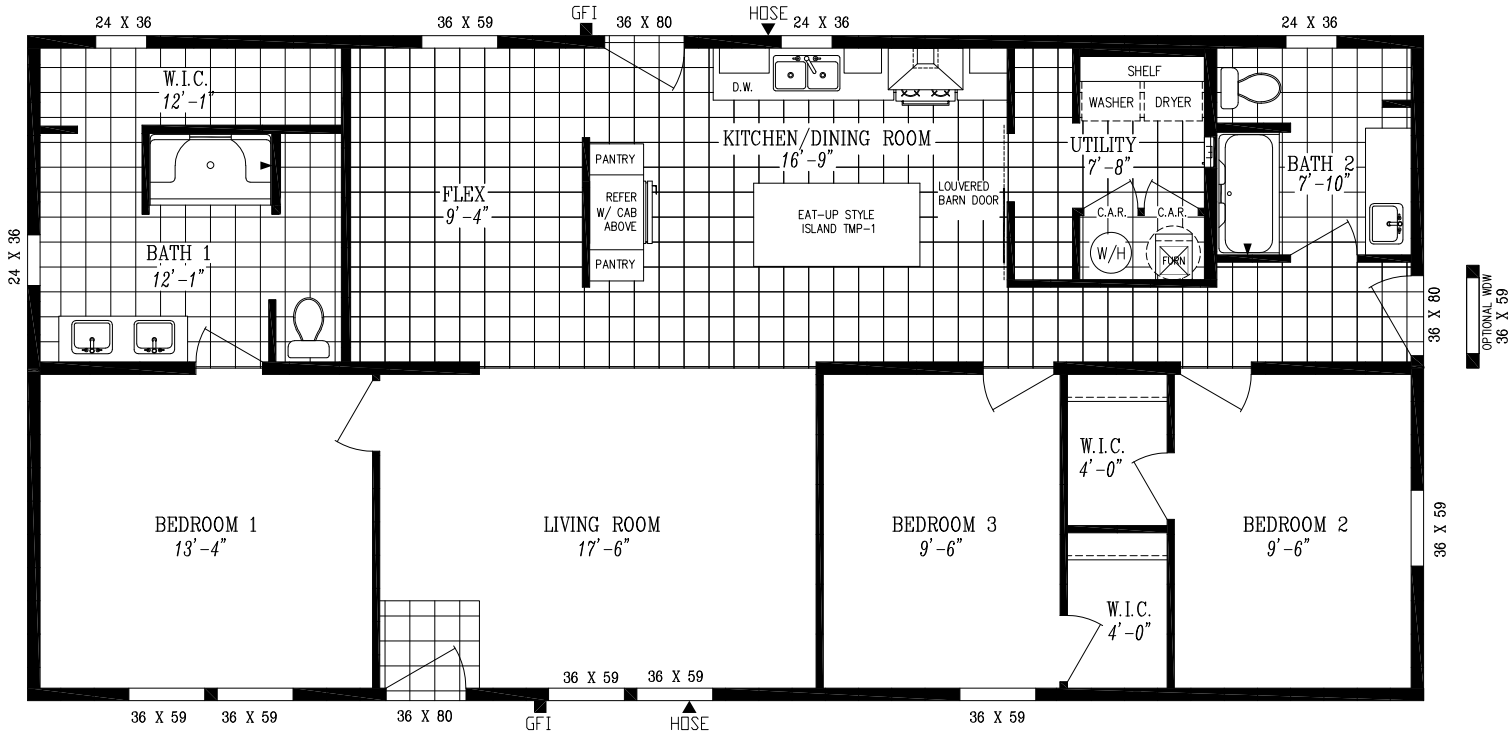 GFI
HOSE
24 X 36
36 X 59
36 X 80
24 X 36
24 X 36
W.I.C.
12'-1"
D.W.
SHELF
WASHER
DRYER
KITCHEN/DINING ROOM
16'-9"
UTILITY
7'-8"
BATH 2
7'-10"
PANTRY
FLEX
9'-4"
REFER
W/ CAB
ABOVE
LOUVERED
BARN DOOR
EAT-UP STYLE
ISLAND TMP-1
C.A.R.
C.A.R.
W/H
FURN
PANTRY
BATH 1
12'-1"
24 X 36
36 X 80
OPTIONAL WDW
36 X 59
W.I.C.
4'-0"
BEDROOM 1
13'-4"
LIVING ROOM
17'-6"
BEDROOM 3
9'-6"
BEDROOM 2
9'-6"
36 X 59
W.I.C.
4'-0"
36 X 59
36 X 59
36 X 59
36 X 59
36 X 80
36 X 59
GFI
HOSE